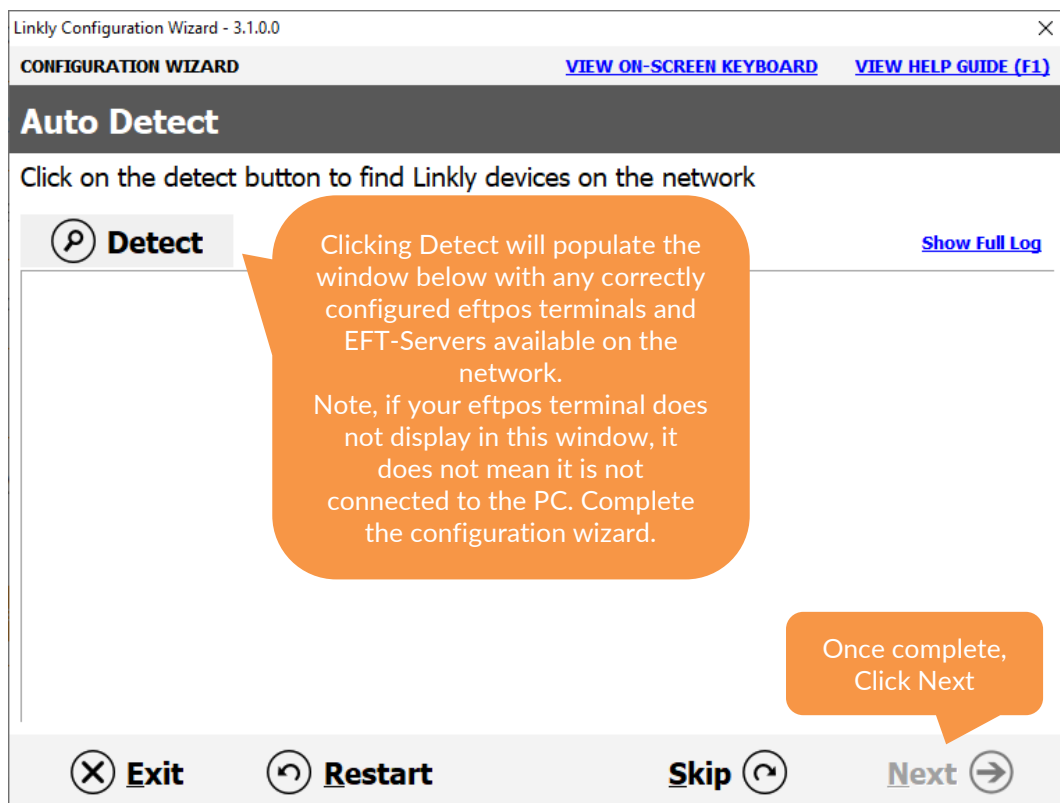 Linkly Configuration Wizard - 3.1.0.0
CONFIGURATION WIZARD VIEW ON-SCREEN KEYBOARD VIEW HELP GUIDE (F1)
Auto Detect
Click on the detect button to find Linkly devices on the network
Detect
Show Full Log
Clicking Detect will populate the
window below with any correctly
configured eftpos terminals and
EFT-Servers available on the
network.
Note, if your eftpos terminal does
not display in this window, it
does not mean it is not
connected to the PC. Complete
the configuration wizard.
Once complete,
Click Next
Exit Restart Skip Next